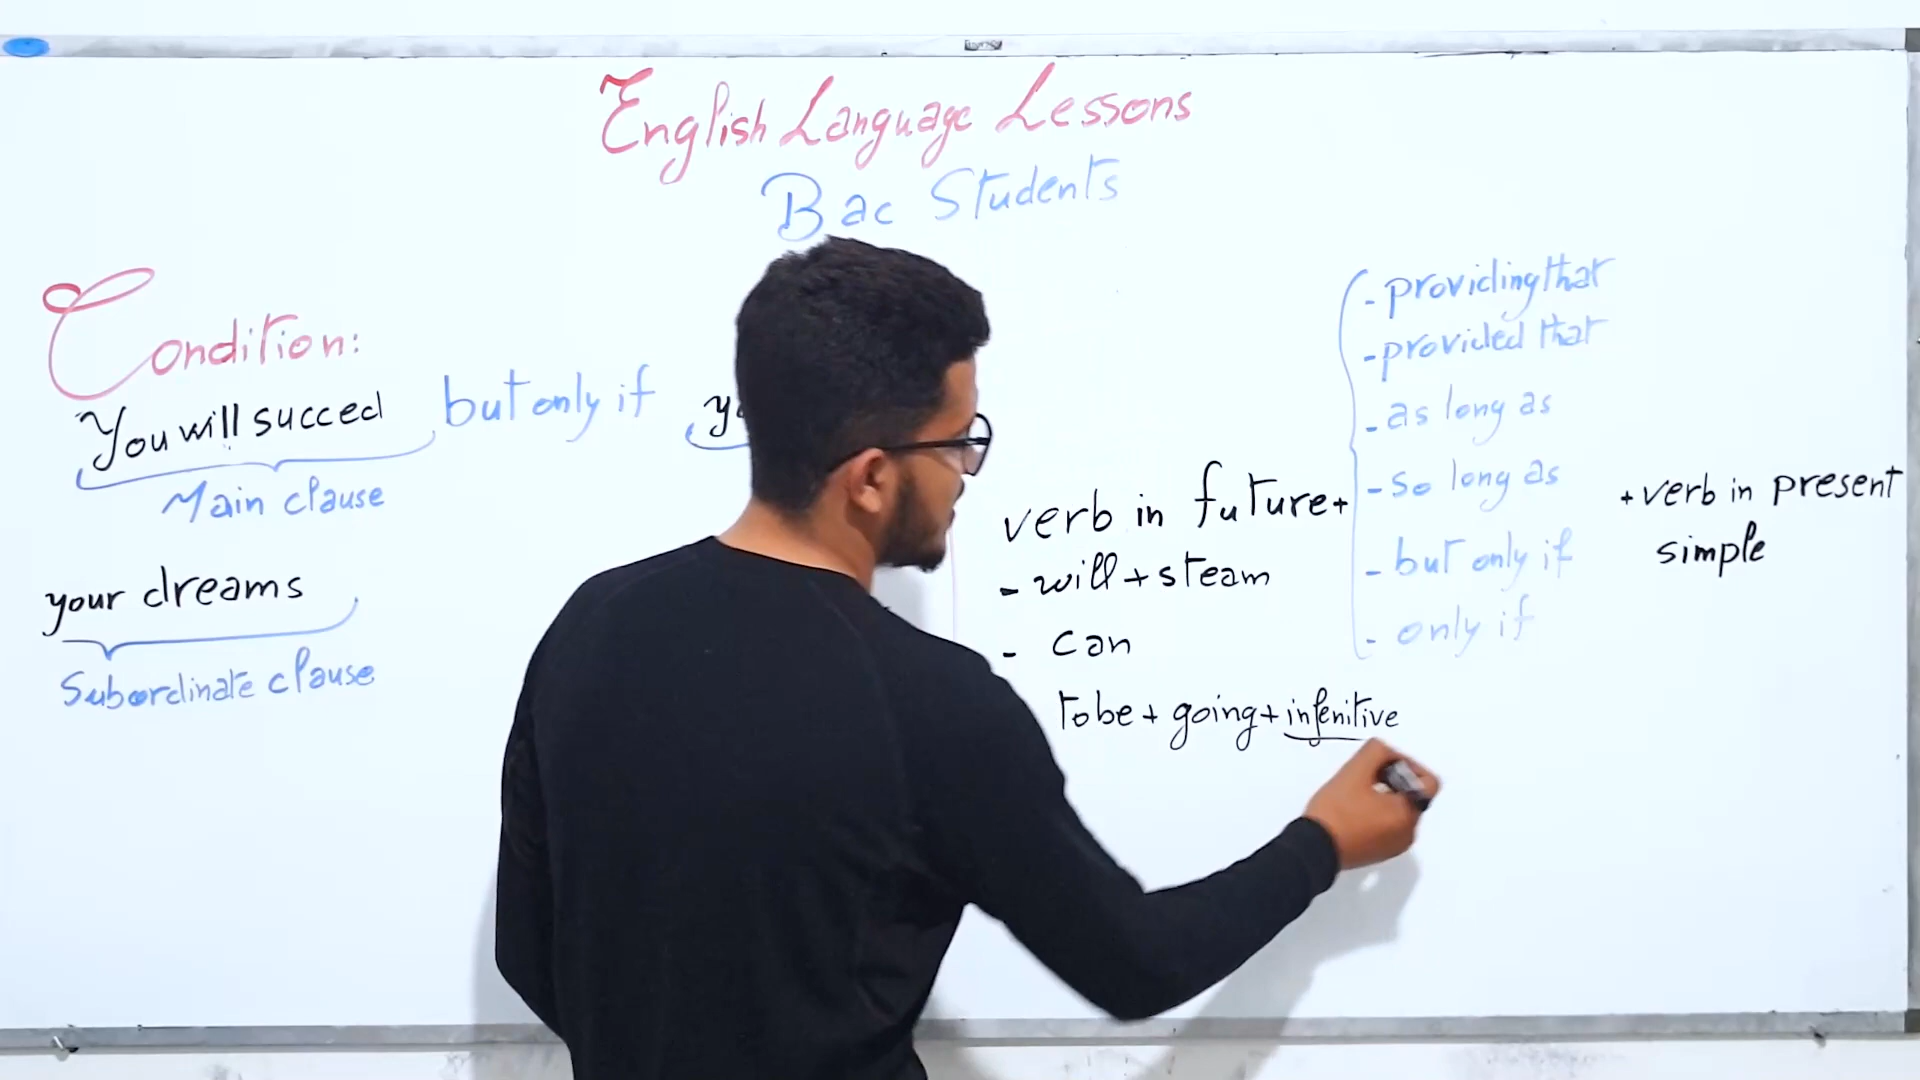 English Language Lessons
Bac Students
Condition:
You will succed but only if
Main clause
your dreams
Subordinate clause
verb in future +
- will + steam
- can
to be + going + infenitive
- providing that
- provided that
- as long as
- so long as
- but only if
- only if
+ verb in present
simple